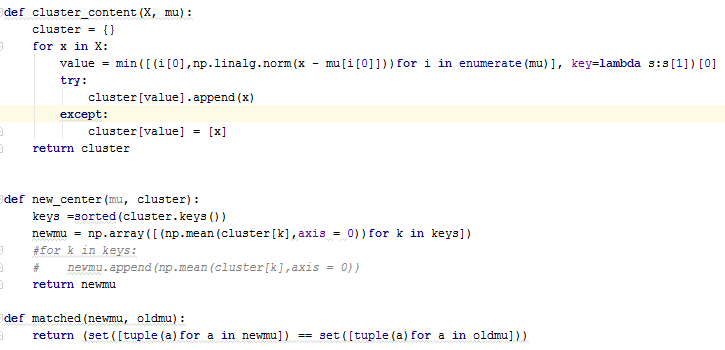 def cluster_content(X, mu):
    cluster = {}
    for x in X:
        value = min([(i[0],np.linalg.norm(x - mu[i[0]]))for i in enumerate(mu)], key=lambda s:s[1])[0]
        try:
            cluster[value].append(x)
        except:
            cluster[value] = [x]
    return cluster
def new_center(mu, cluster):
    keys =sorted(cluster.keys())
    newmu = np.array([(np.mean(cluster[k],axis = 0))for k in keys])
    #for k in keys:
    #    newmu.append(np.mean(cluster[k],axis = 0))
    return newmu
def matched(newmu, oldmu):
    return (set([tuple(a)for a in newmu]) == set([tuple(a)for a in oldmu]))